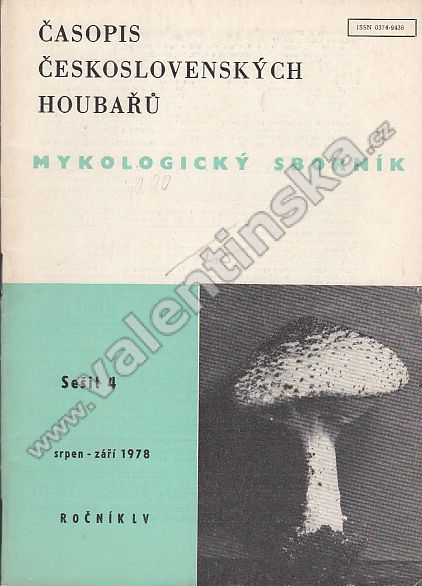 ISSN 0374-9436
ČASOPIS
ČESKOSLOVENSKÝCH
HOUBAŘŮ
MYKOLOGICKÝ SBORNÍK
www.valentinska.cz
Sešit 4
srpen - září 1978
ROČNÍK LV